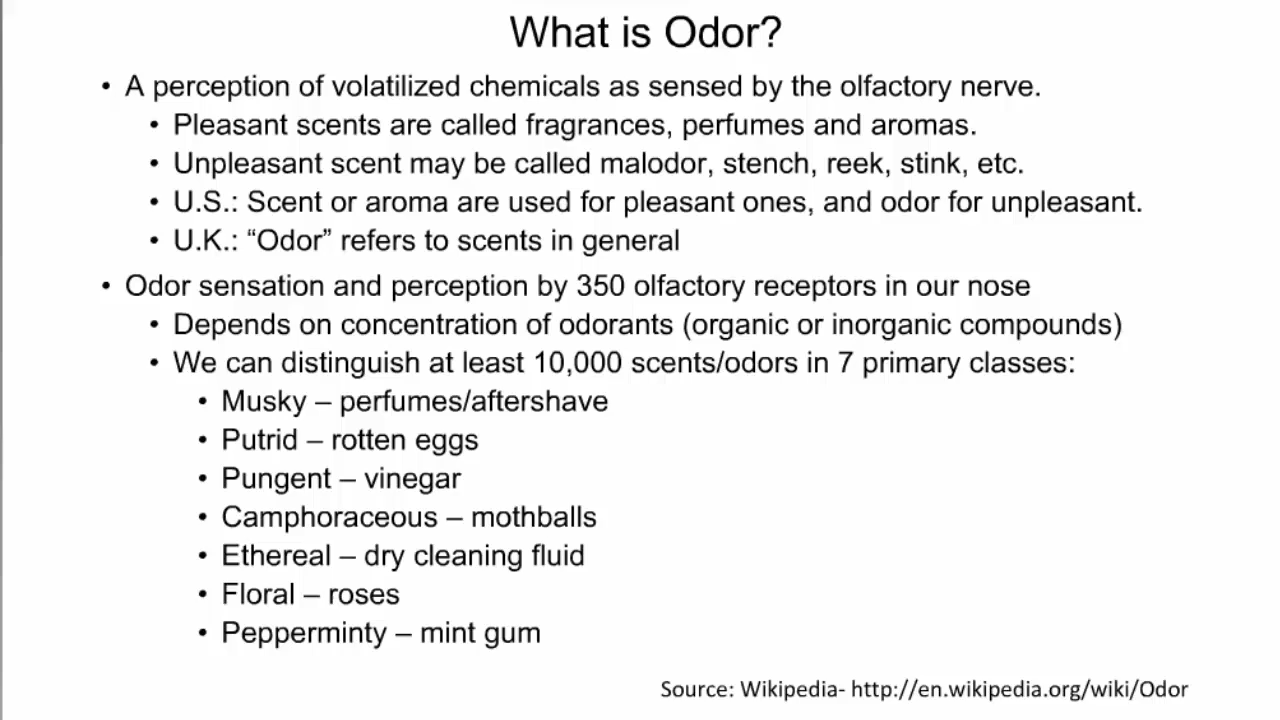 What is Odor?
• A perception of volatilized chemicals as sensed by the olfactory nerve.
• Pleasant scents are called fragrances, perfumes and aromas.
• Unpleasant scent may be called malodor, stench, reek, stink, etc.
• U.S.: Scent or aroma are used for pleasant ones, and odor for unpleasant.
• U.K.: “Odor” refers to scents in general
• Odor sensation and perception by 350 olfactory receptors in our nose
• Depends on concentration of odorants (organic or inorganic compounds)
• We can distinguish at least 10,000 scents/odors in 7 primary classes:
• Musky – perfumes/aftershave
• Putrid – rotten eggs
• Pungent – vinegar
• Camphoraceous – mothballs
• Ethereal – dry cleaning fluid
• Floral – roses
• Pepperminty – mint gum
Source: Wikipedia- http://en.wikipedia.org/wiki/Odor